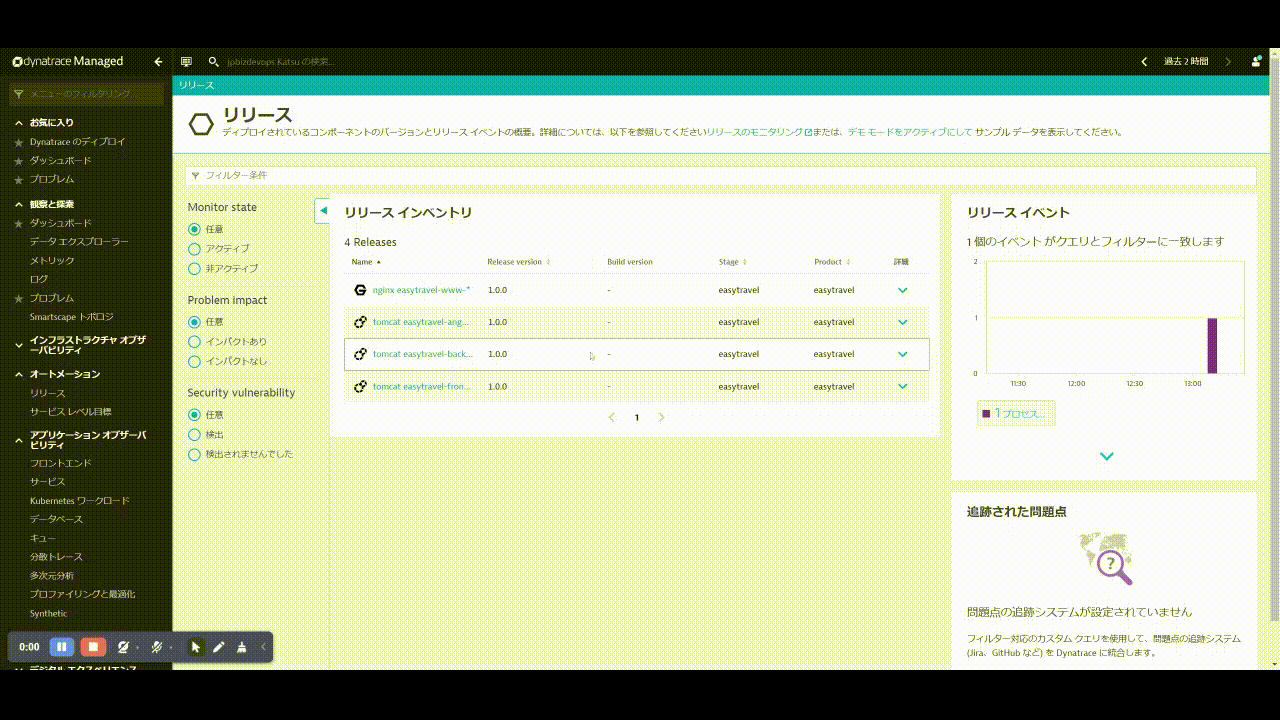 dynatrace Managed
jpbizdevops Katsu の検索...
過去 2 時間
メニューのフィルタリング...
お気に入り
Dynatrace のディプロイ
ダッシュボード
プロブレム
観察と探索
ダッシュボード
データ エクスプローラー
メトリック
ログ
プロブレム
Smartscape トポロジ
インフラストラクチャ オブザ
ーバビリティ
オートメーション
リリース
サービス レベル目標
アプリケーション オブザーバ
ビリティ
フロントエンド
サービス
Kubernetes ワークロード
データベース
キュー
分散トレース
多次元分析
プロファイリングと最適化
Synthetic
デジタル エクスペリエンス
0:00
リリース
リリース
ディプロイされているコンポーネントのバージョンとリリース イベントの概要。詳細については、以下を参照してくださいリリースのモニタリングまたは、デモ モードをアクティブにして サンプル データを表示してください。
フィルター条件
Monitor state
任意
アクティブ
非アクティブ
Problem impact
任意
インパクトあり
インパクトなし
Security vulnerability
任意
検出
検出されませんでした
リリース インベントリ
4 Releases
Name Release version Build version Stage Product 詳細
nginx easytravel-www-* 1.0.0 - easytravel easytravel
tomcat easytravel-ang... 1.0.0 - easytravel easytravel
tomcat easytravel-back... 1.0.0 - easytravel easytravel
tomcat easytravel-fron... 1.0.0 - easytravel easytravel
1
リリース イベント
1 個のイベント がクエリとフィルターに一致します
2
1
0
11:30 12:00 12:30 13:00
1 プロセス...
追跡された問題点
?
問題点の追跡システムが設定されていません
フィルター対応のカスタム クエリを使用して、問題点の追跡システム
(Jira、GitHub など) を Dynatrace に統合します。